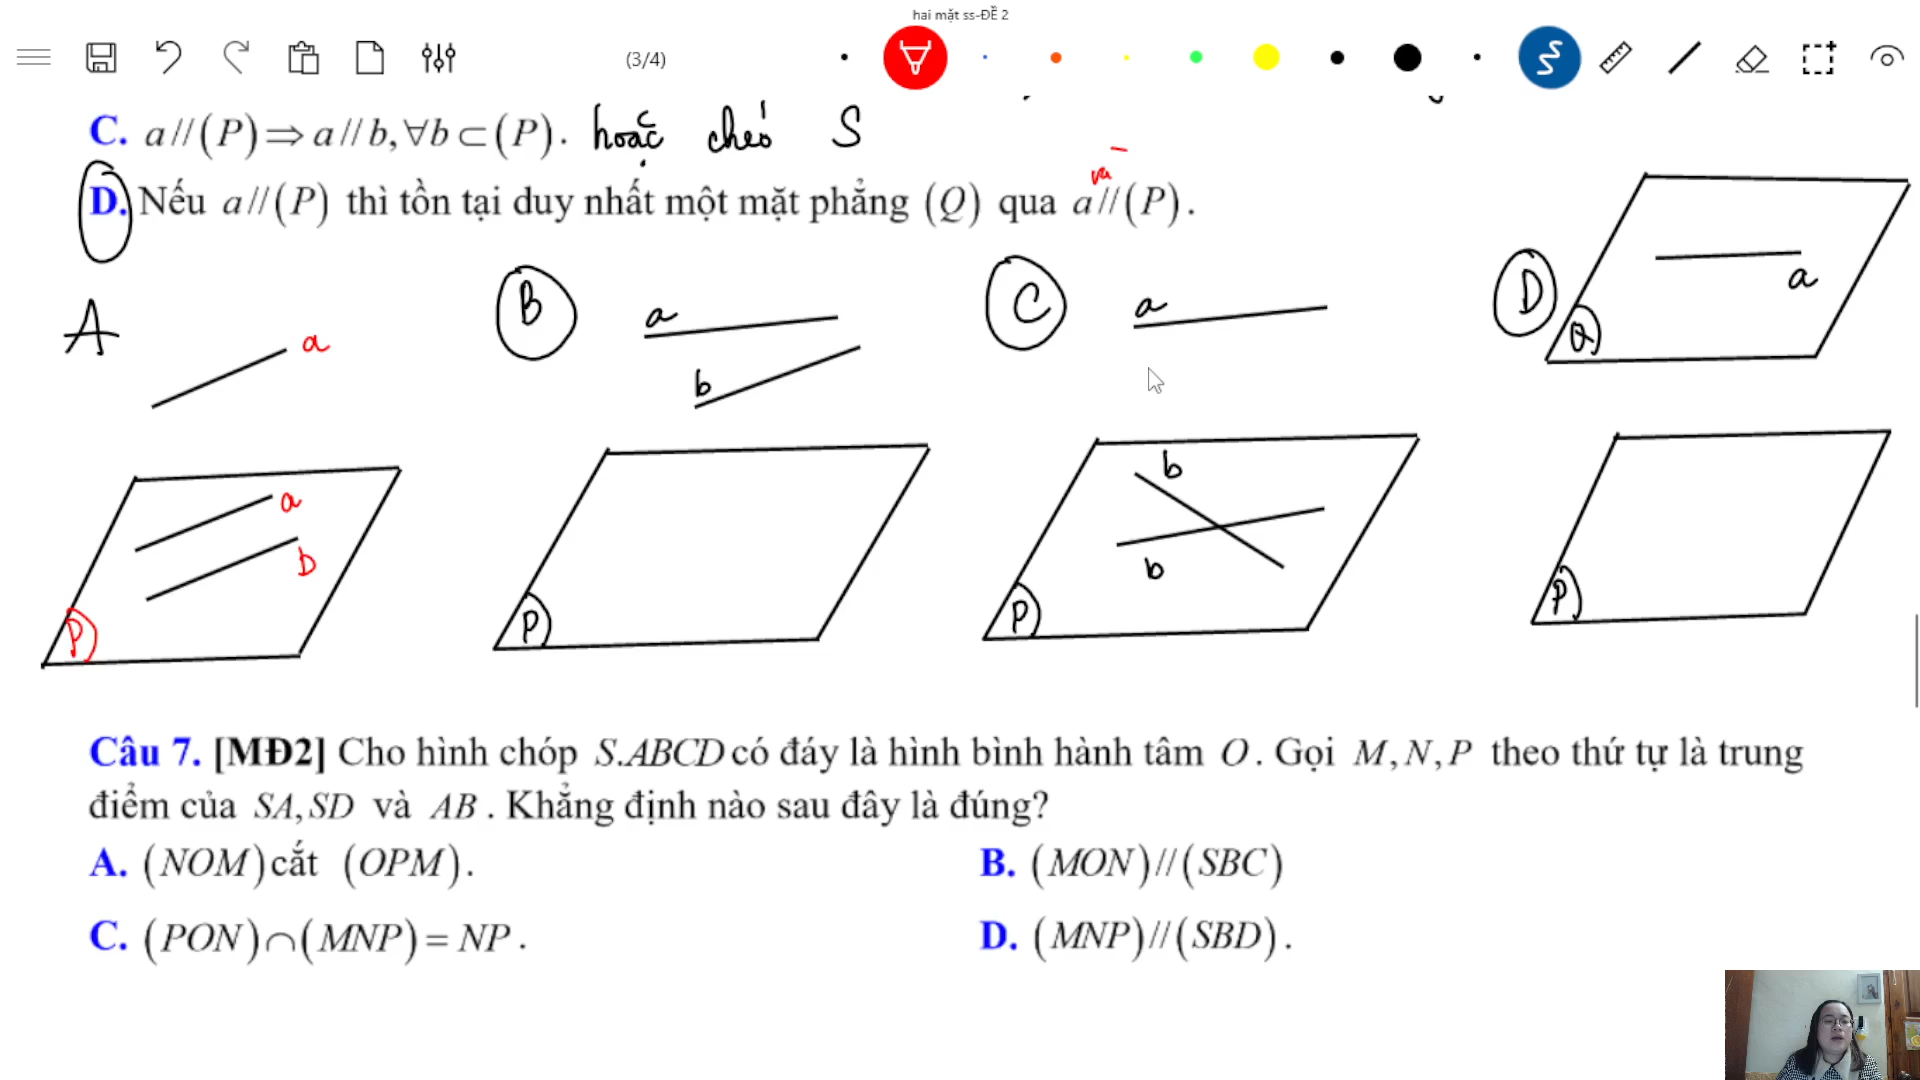 hai mặt ss-ĐỀ 2
(3/4)
C. a//(P)⇒a//b,∀b⊂(P). hoặc chéo S
và
D. Nếu a//(P) thì tồn tại duy nhất một mặt phẳng (Q) qua a//(P).
A a
B a b
C a
D a Q
a b P
P
b b P
P
Câu 7. [MĐ2] Cho hình chóp S.ABCD có đáy là hình bình hành tâm O. Gọi M,N,P theo thứ tự là trung
điểm của SA,SD và AB. Khẳng định nào sau đây là đúng?
A. (NOM) cắt (OPM). B. (MON)//(SBC)
C. (PON)∩(MNP)=NP. D. (MNP)//(SBD).